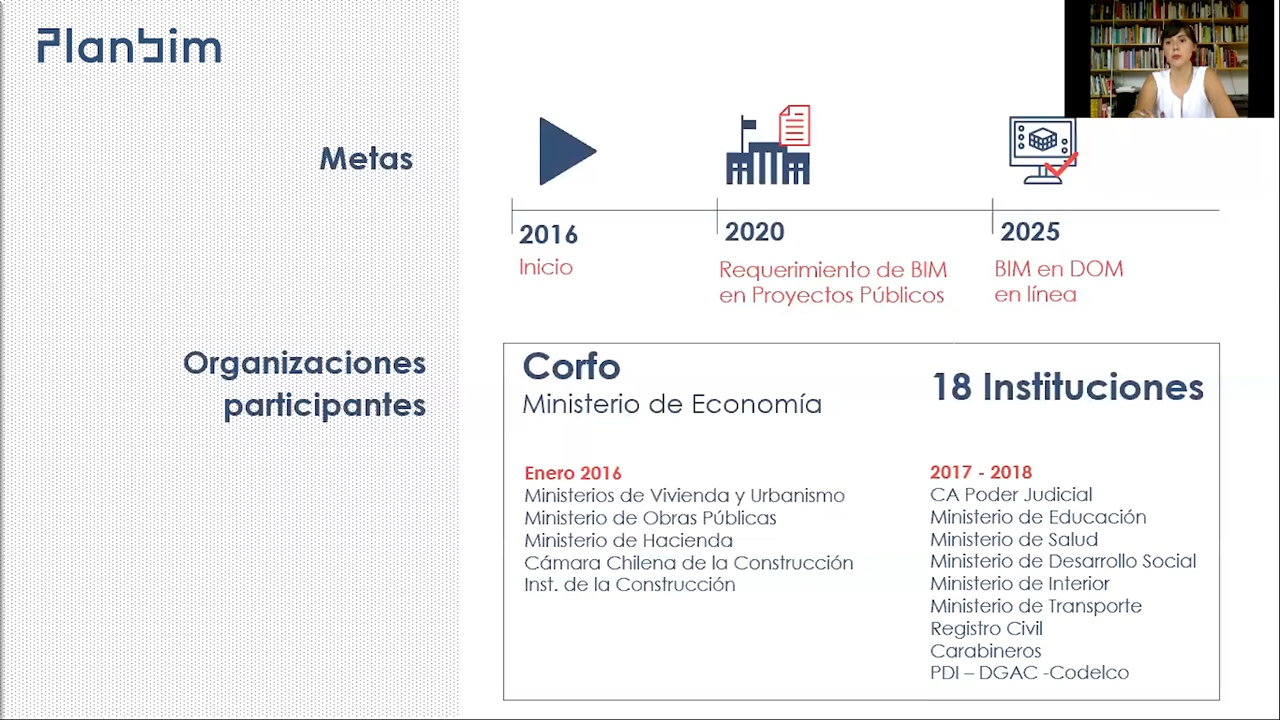 PlanBim
Metas
2016
Inicio
2020
Requerimiento de BIM
en Proyectos Públicos
2025
BIM en DOM
en línea
Organizaciones
participantes
Corfo
Ministerio de Economía
18 Instituciones
Enero 2016
Ministerios de Vivienda y Urbanismo
Ministerio de Obras Públicas
Ministerio de Hacienda
Cámara Chilena de la Construcción
Inst. de la Construcción
2017 - 2018
CA Poder Judicial
Ministerio de Educación
Ministerio de Salud
Ministerio de Desarrollo Social
Ministerio de Interior
Ministerio de Transporte
Registro Civil
Carabineros
PDI – DGAC -Codelco